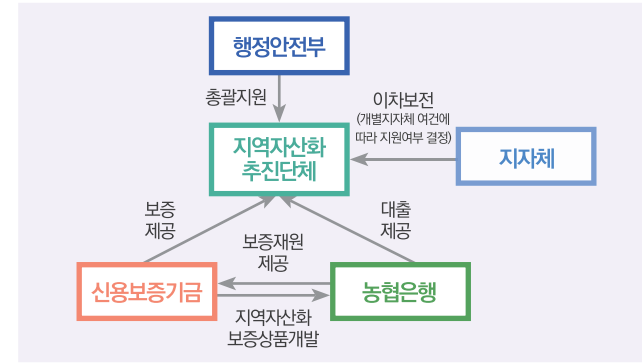 행정안전부
총괄지원
이차보전
(개별지자체 여건에
따라 지원여부 결정)
지역자산화
추진단체
지자체
보증
제공
대출
제공
보증재원
제공
신용보증기금
농협은행
지역자산화
보증상품개발